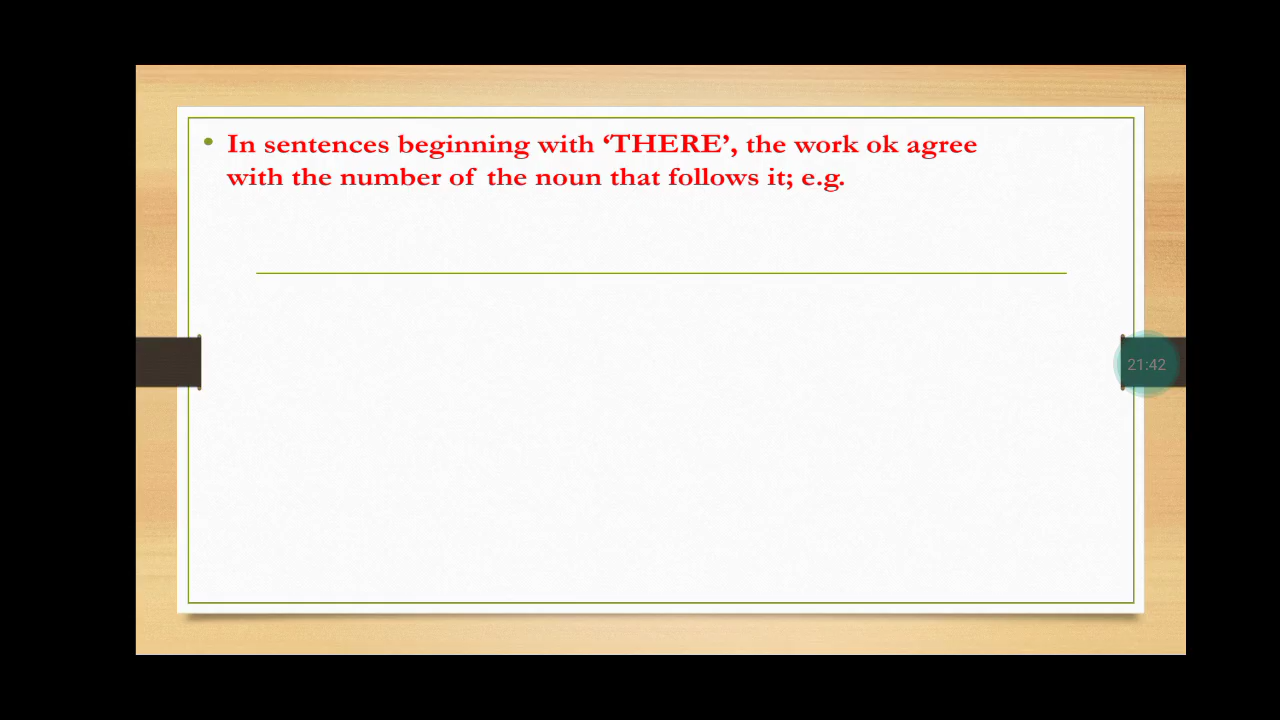 • In sentences beginning with ‘THERE’, the work ok agree
with the number of the noun that follows it; e.g.
21:42